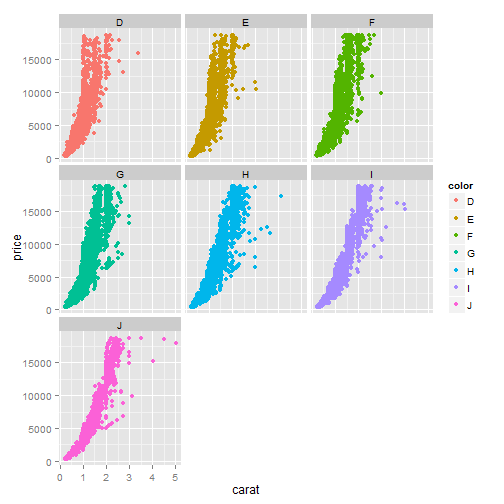 D E F
15000
10000
5000
0
G H I
color
D
E
F
G
H
I
J
15000
10000
5000
0
price
J
15000
10000
5000
0
0 1 2 3 4 5
carat